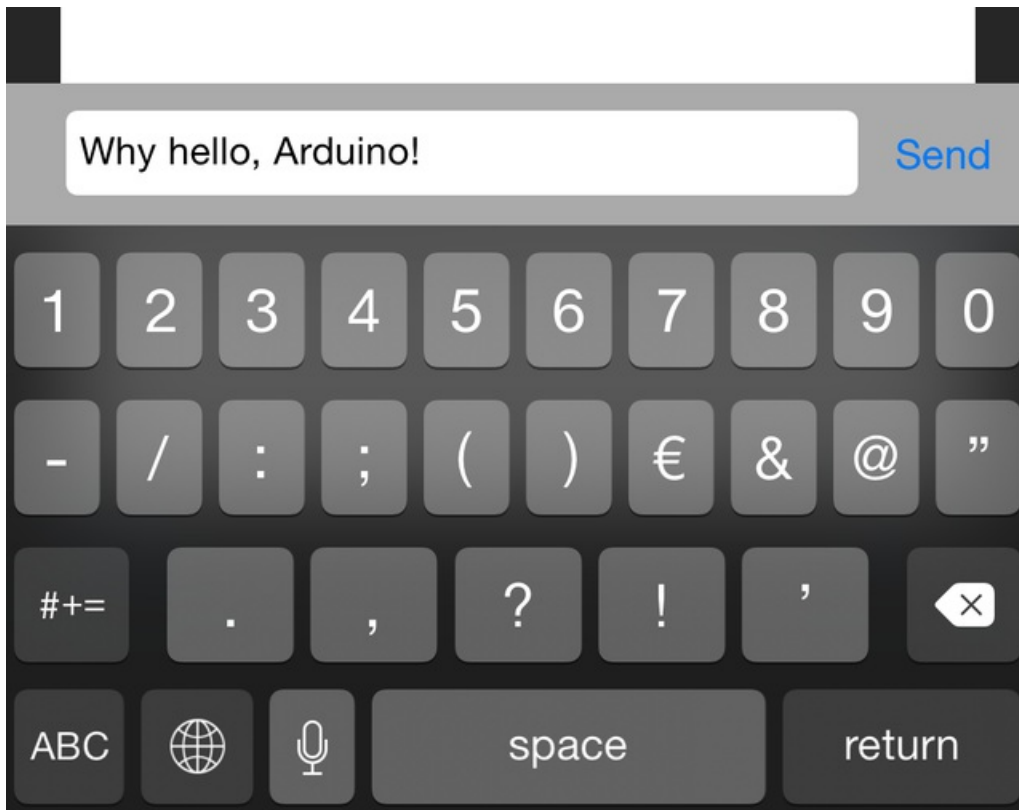 Why hello, Arduino!
Send
1 2 3 4 5 6 7 8 9 0
- / : ; ( ) € & @ ”
#+= . , ? ! ’
ABC space return